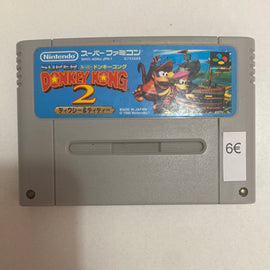 Nintendo
スーパーファミコン
スーパードンキーコング
DONKEY KONG
2
ディクシー&ディディー
MADE IN JAPAN
6€